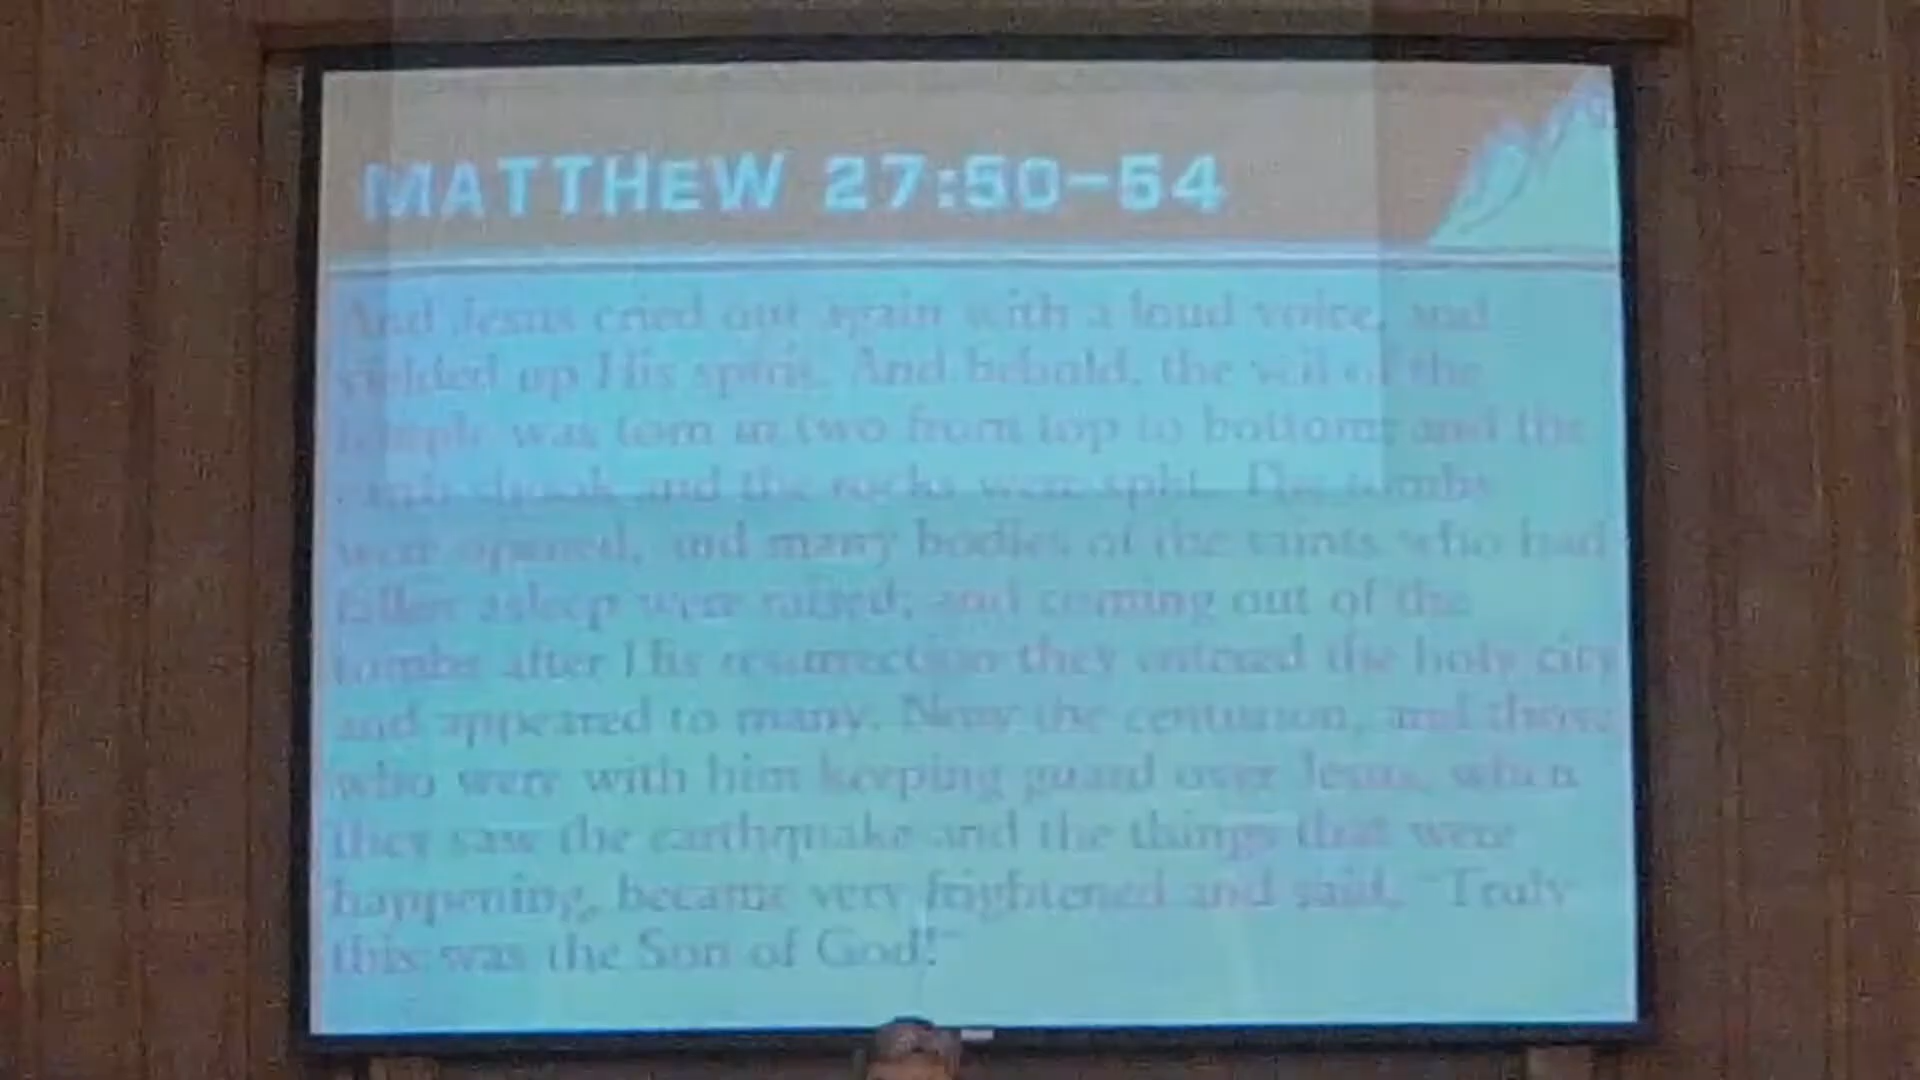 MATTHEW 27:50-54
And Jesus cried out again with a loud voice, and
yielded up His spirit. And behold, the veil of the
temple was torn in two from top to bottom; and the
earth shook and the rocks were split. The tombs
were opened, and many bodies of the saints who had
fallen asleep were raised; and coming out of the
tombs after His resurrection they entered the holy city
and appeared to many. Now the centurion, and those
who were with him keeping guard over Jesus, when
they saw the earthquake and the things that were
happening, became very frightened and said, "Truly
this was the Son of God!"